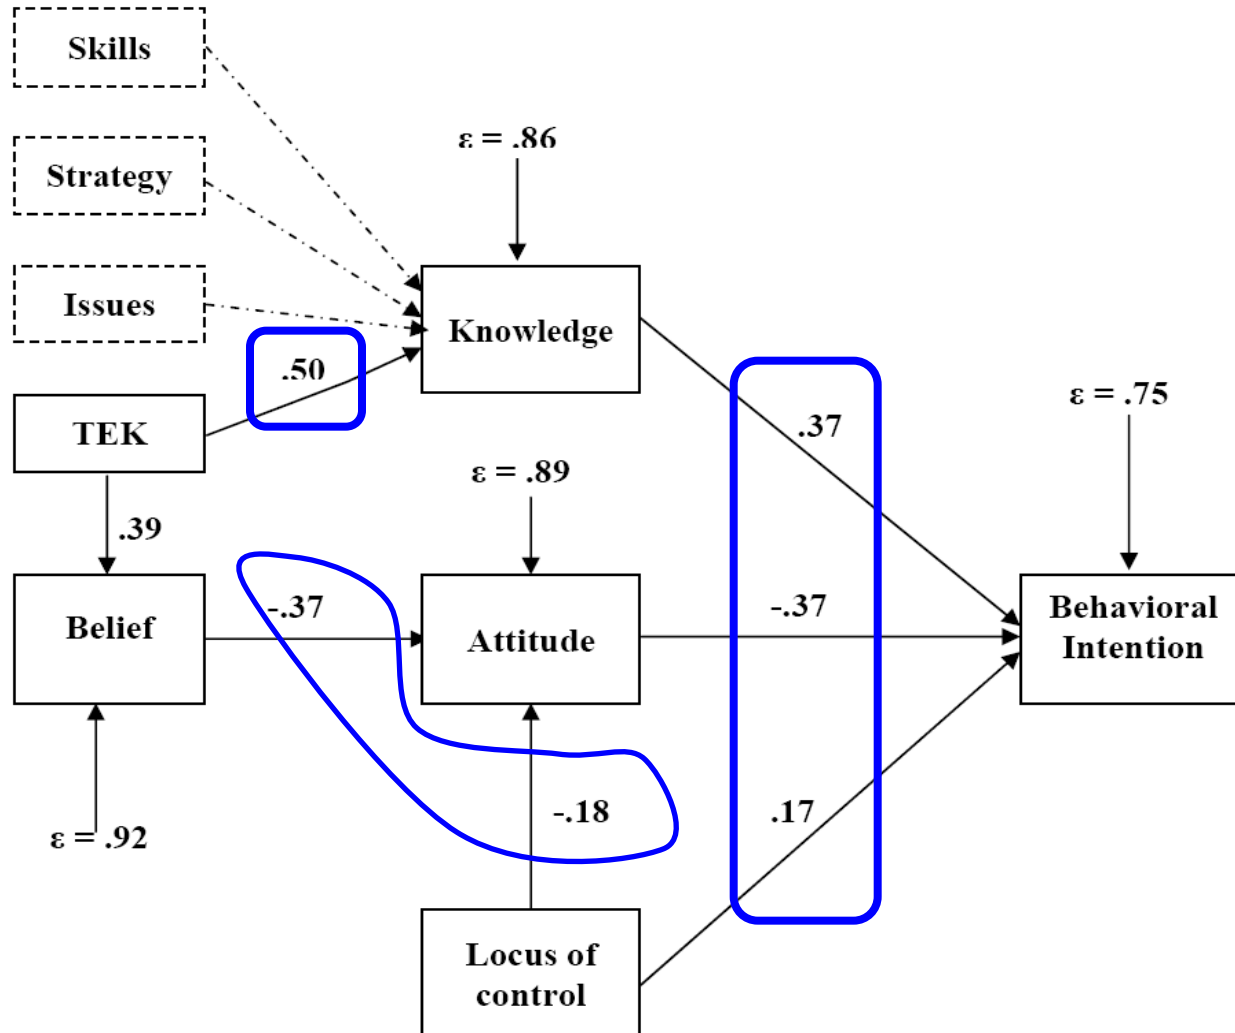 Skills
ε = .86
Strategy
Issues
Knowledge
.50
ε = .75
TEK
.37
ε = .89
.39
-.37
-.37
Belief
Attitude
Behavioral
Intention
-.18
.17
ε = .92
Locus of
control